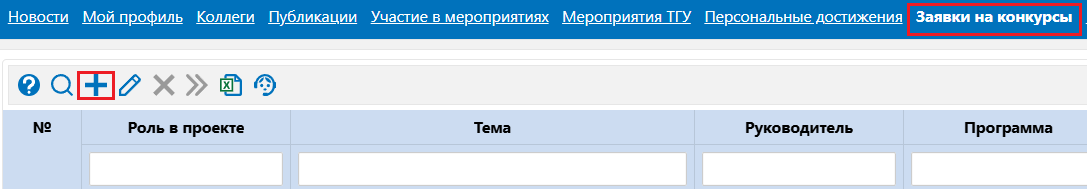 Новости Мой профиль Коллеги Публикации Участие в мероприятиях Мероприятия ТГУ Персональные достижения Заявки на конкурсы
№ Роль в проекте Тема Руководитель Программа